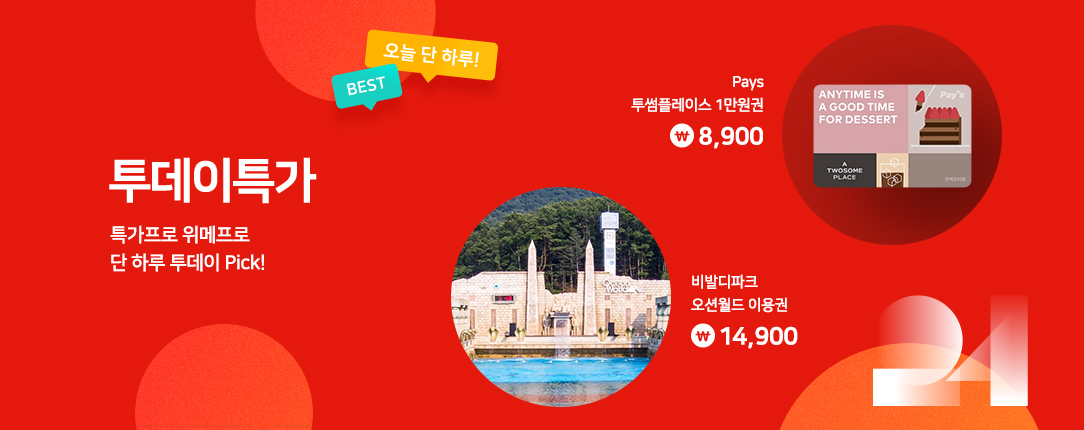 오늘 단 하루!
BEST
투데이특가
특가프로 위메프로
단 하루 투데이 Pick!
Pays
투썸플레이스 1만원권
₩ 8,900
ANYTIME IS
A GOOD TIME
FOR DESSERT
Pay's
A
TWOSOME
PLACE
비발디파크
오션월드 이용권
₩ 14,900
21